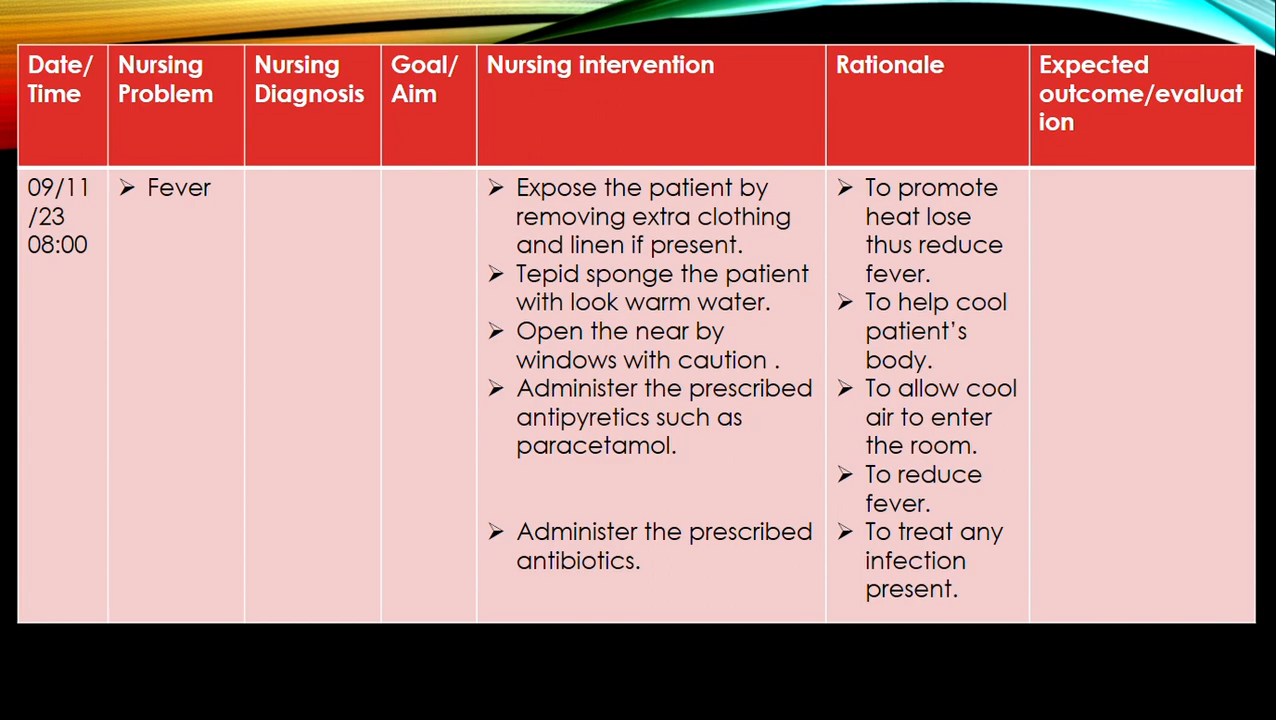 Date/
Time
Nursing
Problem
Nursing
Diagnosis
Goal/
Aim
Nursing intervention
Rationale
Expected
outcome/evaluat
ion
09/11
/23
08:00
➢ Fever
➢ Expose the patient by
removing extra clothing
and linen if present.
➢ Tepid sponge the patient
with look warm water.
➢ Open the near by
windows with caution .
➢ Administer the prescribed
antipyretics such as
paracetamol.
➢ Administer the prescribed
antibiotics.
➢ To promote
heat lose
thus reduce
fever.
➢ To help cool
patient’s
body.
➢ To allow cool
air to enter
the room.
➢ To reduce
fever.
➢ To treat any
infection
present.